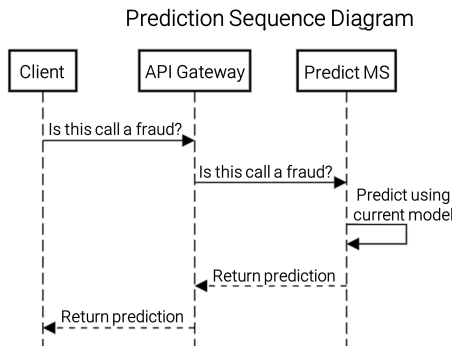 Prediction Sequence Diagram
Client
API Gateway
Predict MS
Is this call a fraud?
Is this call a fraud?
Predict using
current model
Return prediction
Return prediction